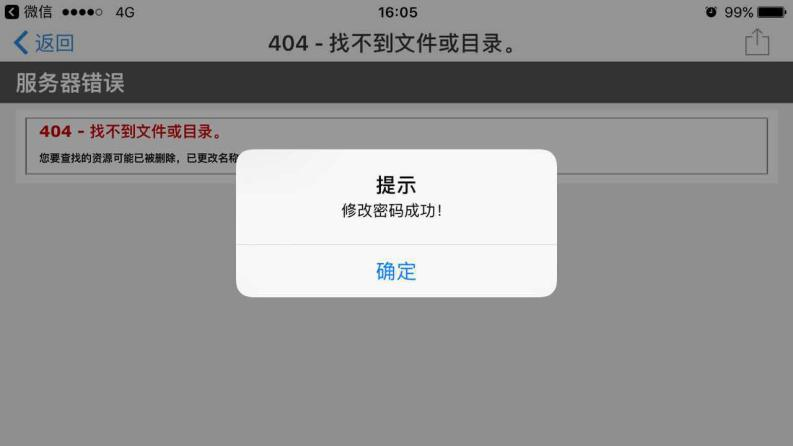 微信 4G 16:05 99%
返回 404 - 找不到文件或目录。
服务器错误
404 - 找不到文件或目录。
您要查找的资源可能已被删除，已更改名称
提示
修改密码成功！
确定